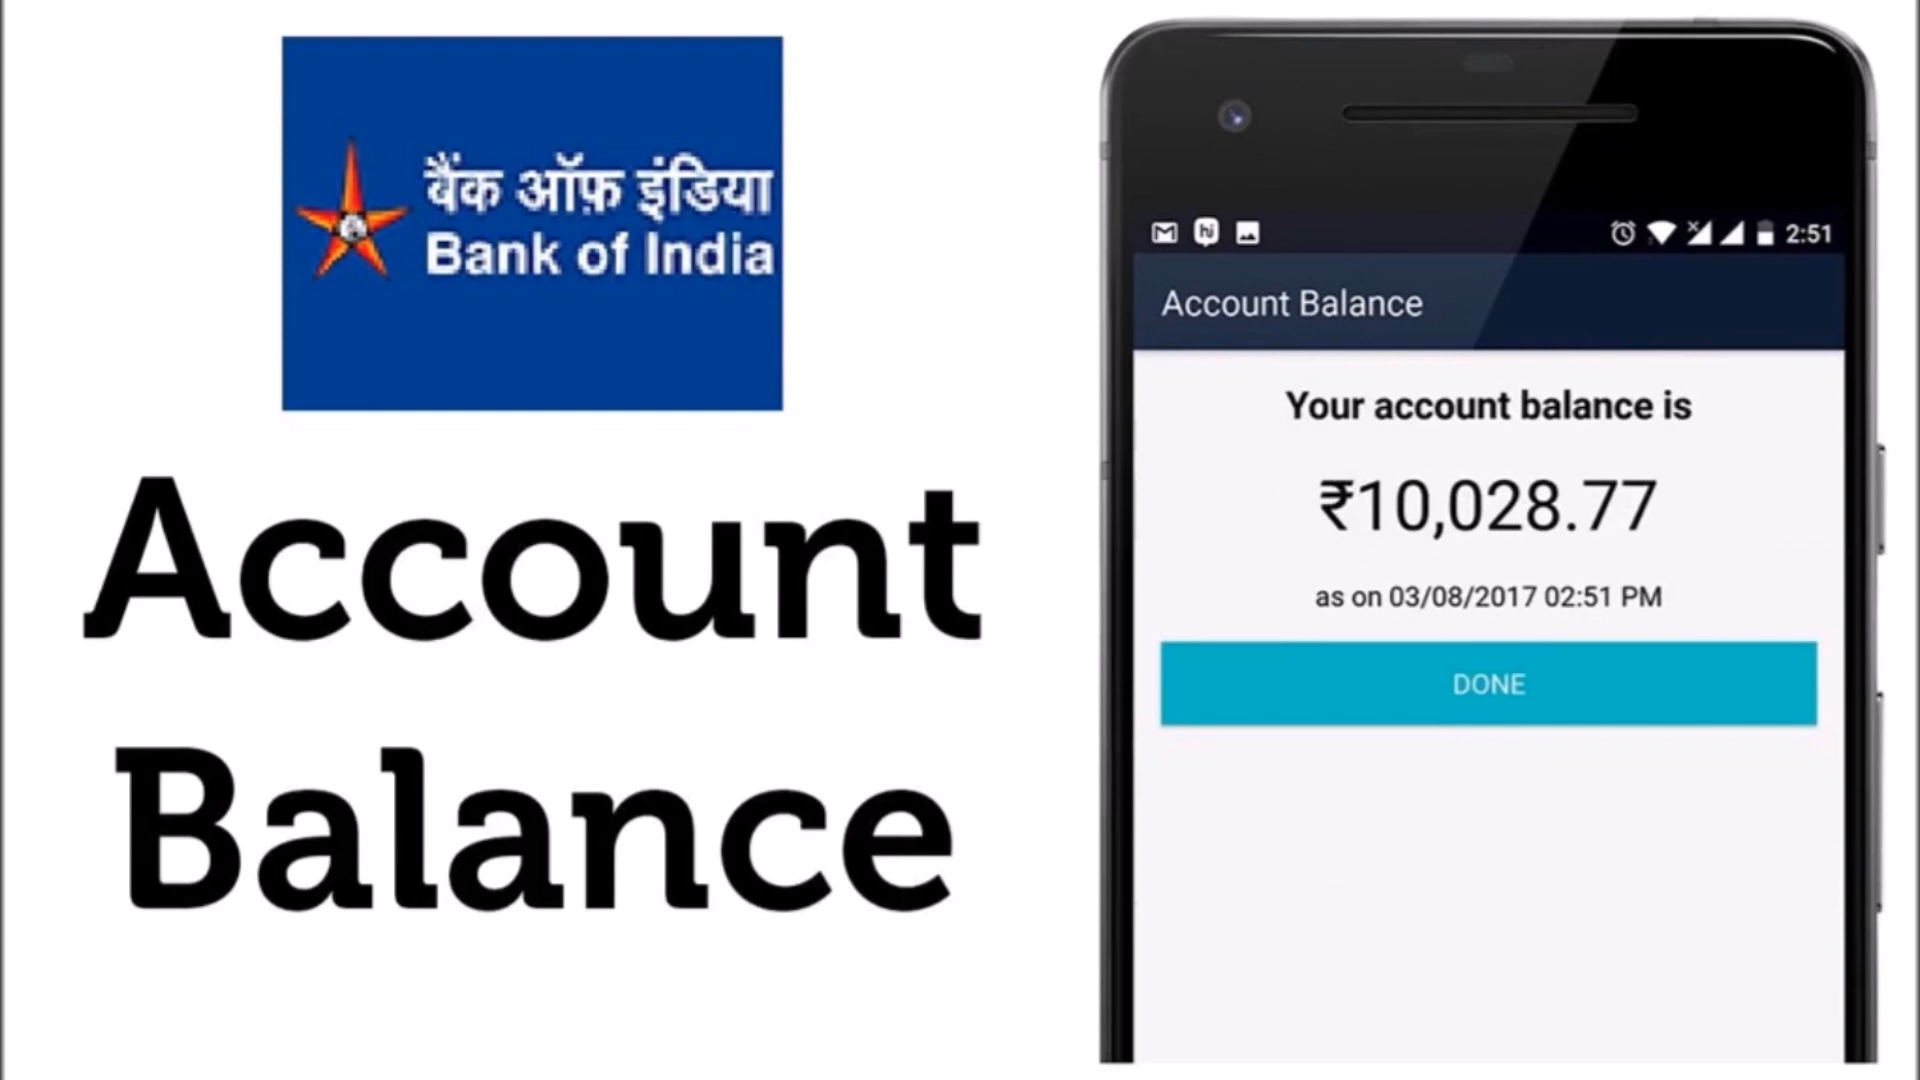 बैंक ऑफ़ इंडिया
Bank of India
Account
Balance
2:51
Account Balance
Your account balance is
₹10,028.77
as on 03/08/2017 02:51 PM
DONE